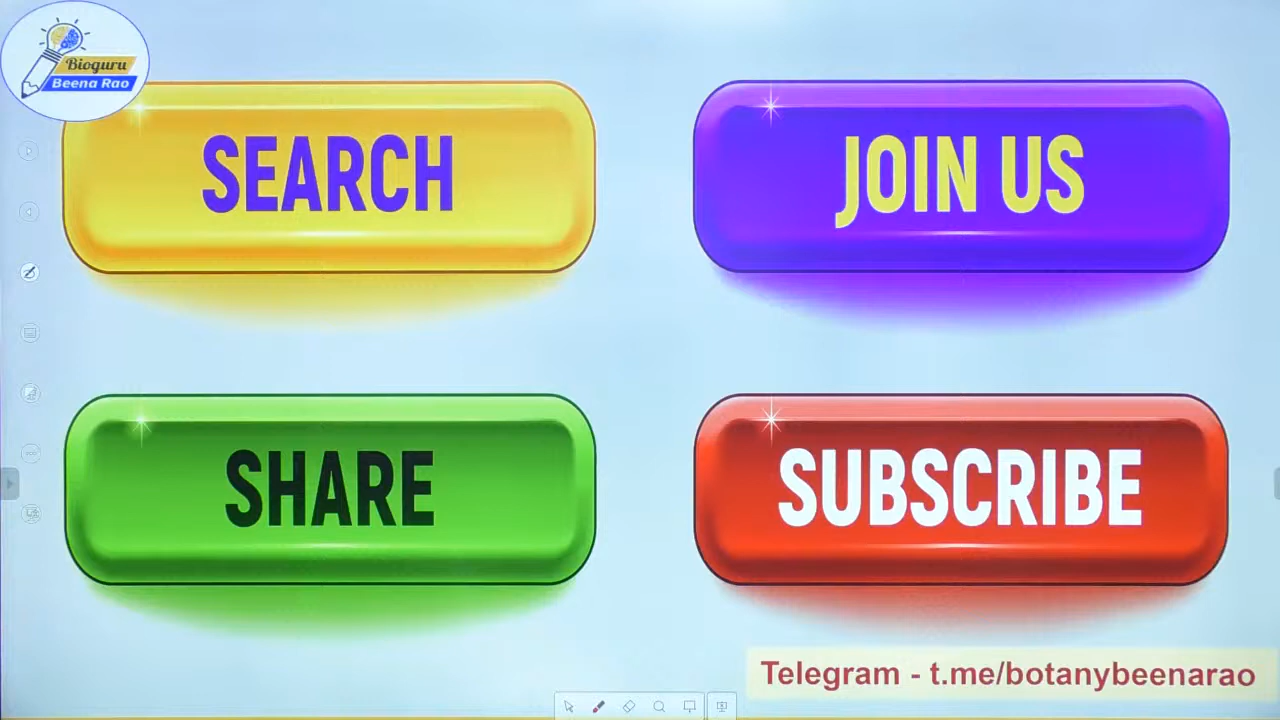 Bioguru
Beena Rao
SEARCH
JOIN US
SHARE
SUBSCRIBE
Telegram - t.me/botanybeenarao